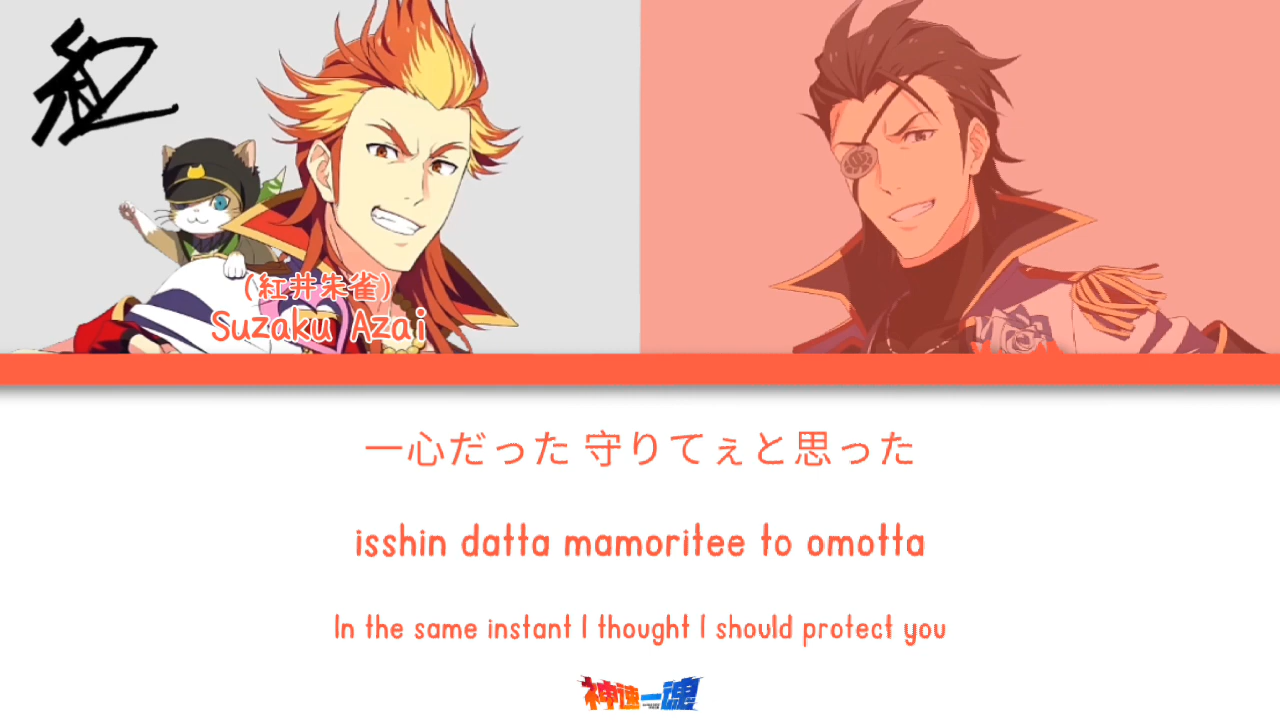 紅
(紅井朱雀)
Suzaku Azai
一心だった 守りてぇと思った
isshin datta mamoritee to omotta
In the same instant I thought I should protect you
神速一魂